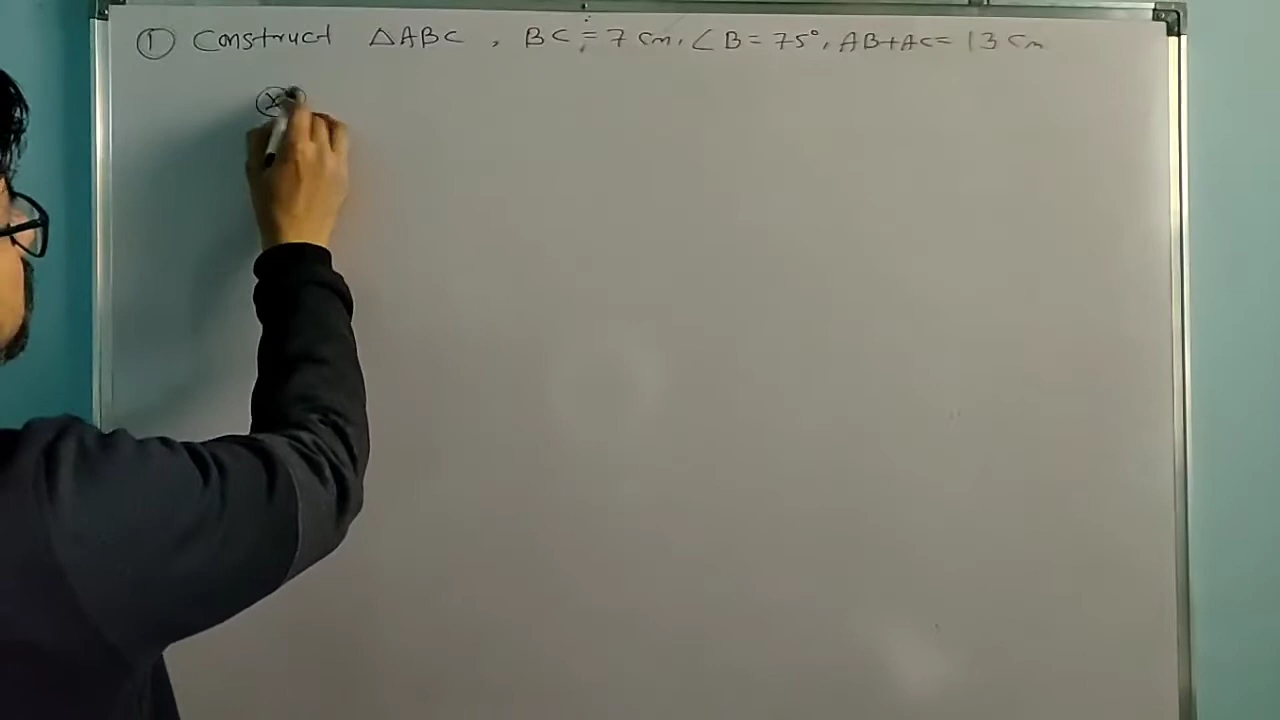 ① Construct △ABC, BC = 7 cm, ∠B = 75°, AB+AC = 13 cm